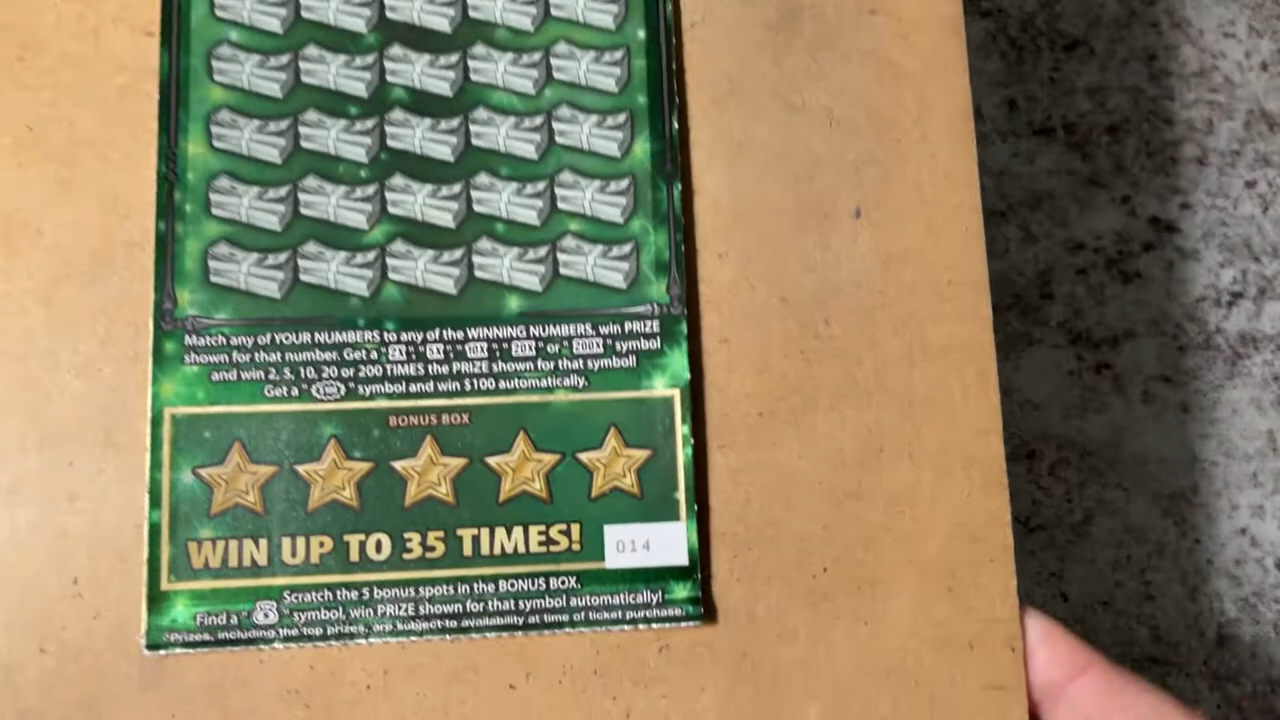 Match any of YOUR NUMBERS to any of the WINNING NUMBERS, win PRIZE
shown for that number. Get a "2X", "5X", "10X", "20X" or "200X" symbol
and win 2, 5, 10, 20 or 200 TIMES the PRIZE shown for that symbol!
Get a " $100 " symbol and win $100 automatically.
BONUS BOX
WIN UP TO 35 TIMES!
014
Scratch the 5 bonus spots in the BONUS BOX.
Find a " " symbol, win PRIZE shown for that symbol automatically!
*Prizes, including the top prizes, are subject to availability at time of ticket purchase.